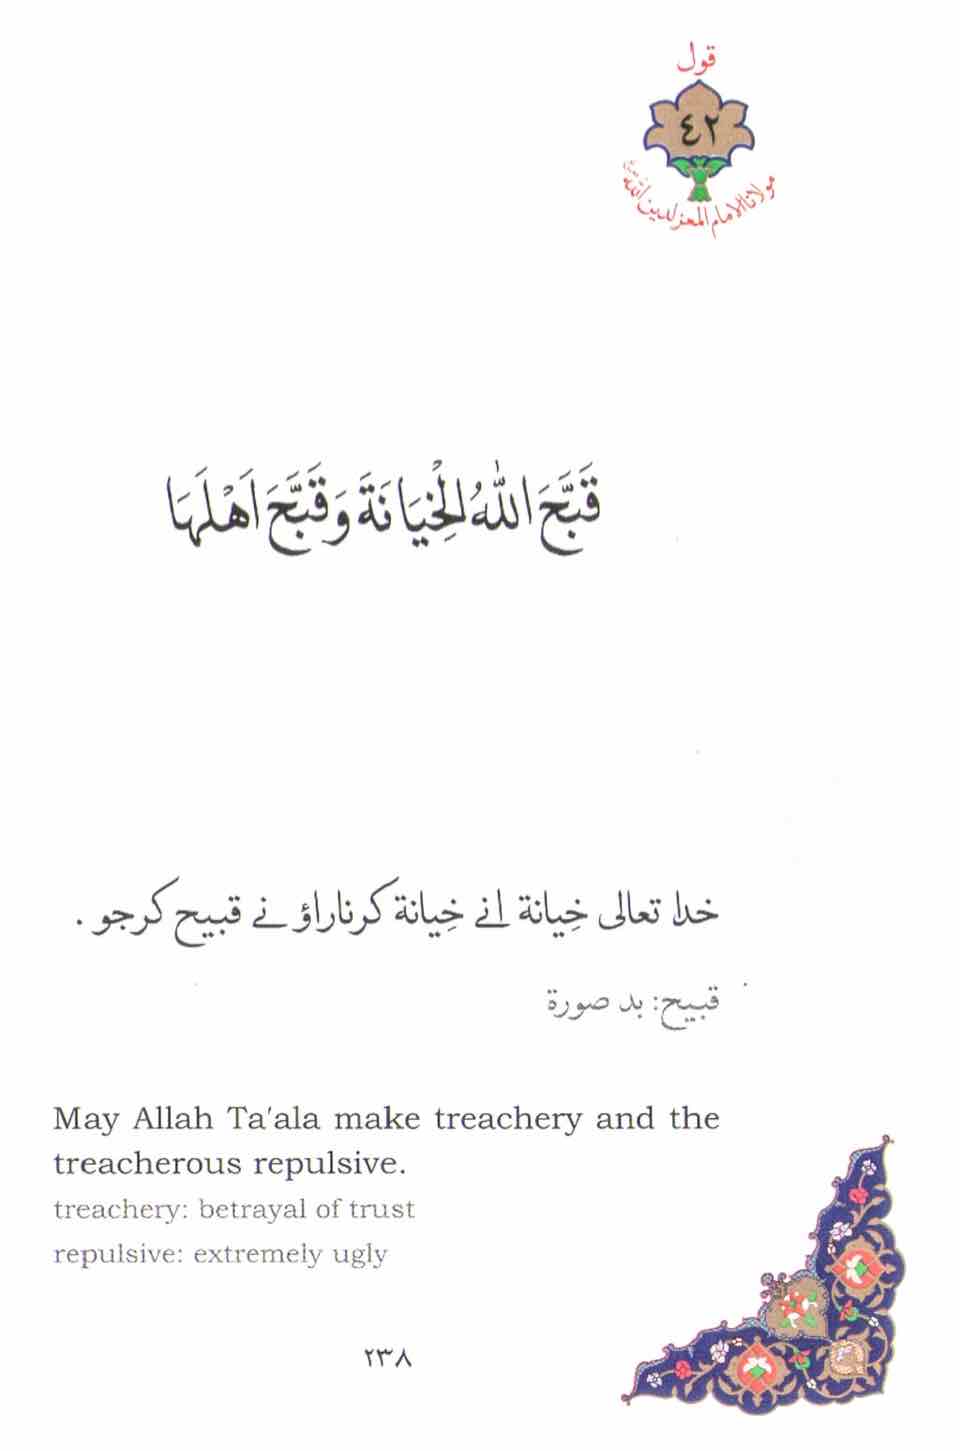 قول
٤٢
مولانا الامام المعز لدين الله
قَبَّحَ اللهُ الْخِيَانَةَ وَقَبَّحَ اَهْلَهَا
خدا تعالى خِيانة انے خِيانة كرناراؤ نے قبيح كرجو .
قبيح: بد صورة
May Allah Ta'ala make treachery and the
treacherous repulsive.
treachery: betrayal of trust
repulsive: extremely ugly
٢٣٨